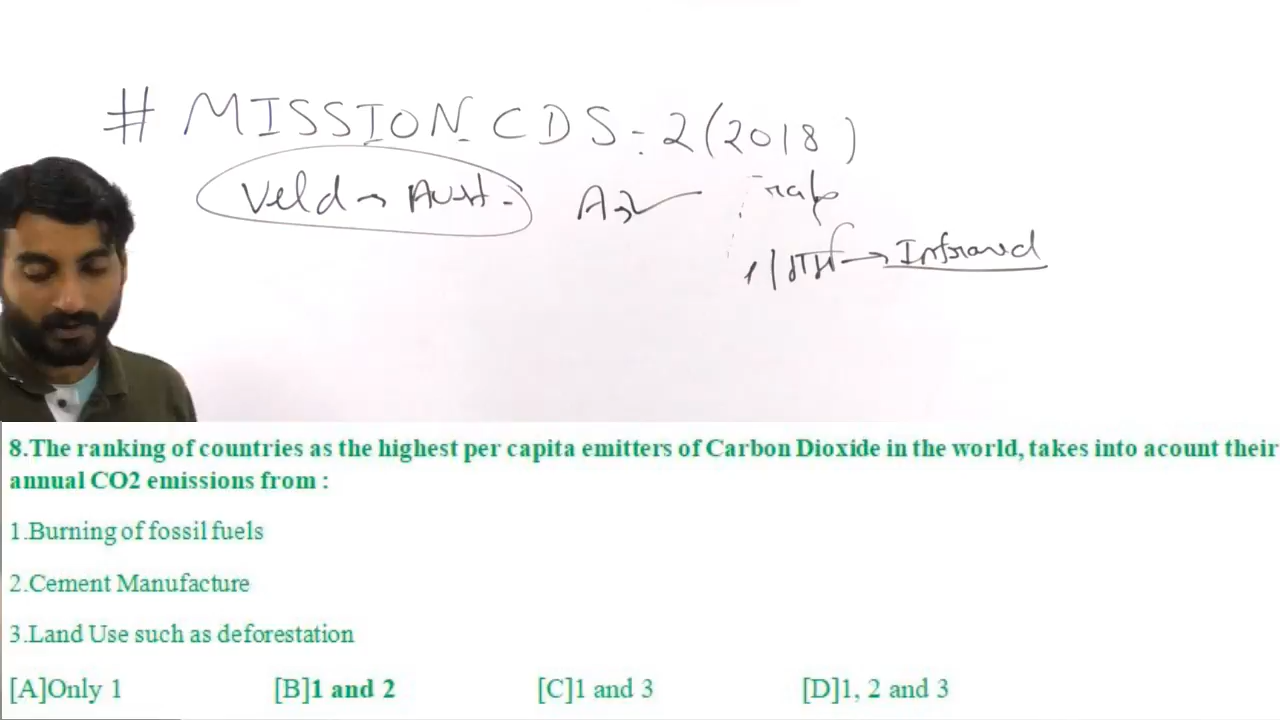 # MISSION CDS-2 (2018)
Veld → Aust.
Infrared
8.The ranking of countries as the highest per capita emitters of Carbon Dioxide in the world, takes into acount their
annual CO2 emissions from :
1.Burning of fossil fuels
2.Cement Manufacture
3.Land Use such as deforestation
[A]Only 1 [B]1 and 2 [C]1 and 3 [D]1, 2 and 3